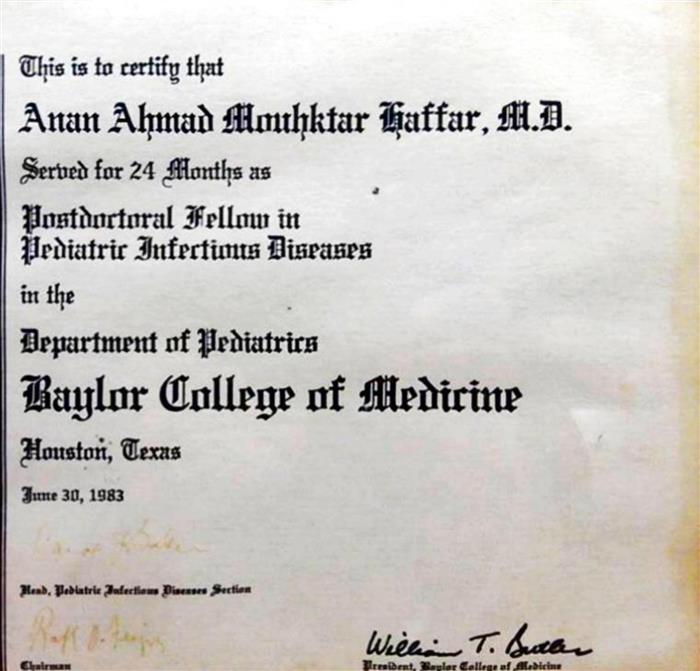 This is to certify that
Anan Ahmad Mouhktar Haffar, M.D.
Served for 24 Months as
Postdoctoral Fellow in
Pediatric Infectious Diseases
in the
Department of Pediatrics
Baylor College of Medicine
Houston, Texas
June 30, 1983
Head, Pediatric Infectious Diseases Section
William T. Butler
Chairman
President, Baylor College of Medicine